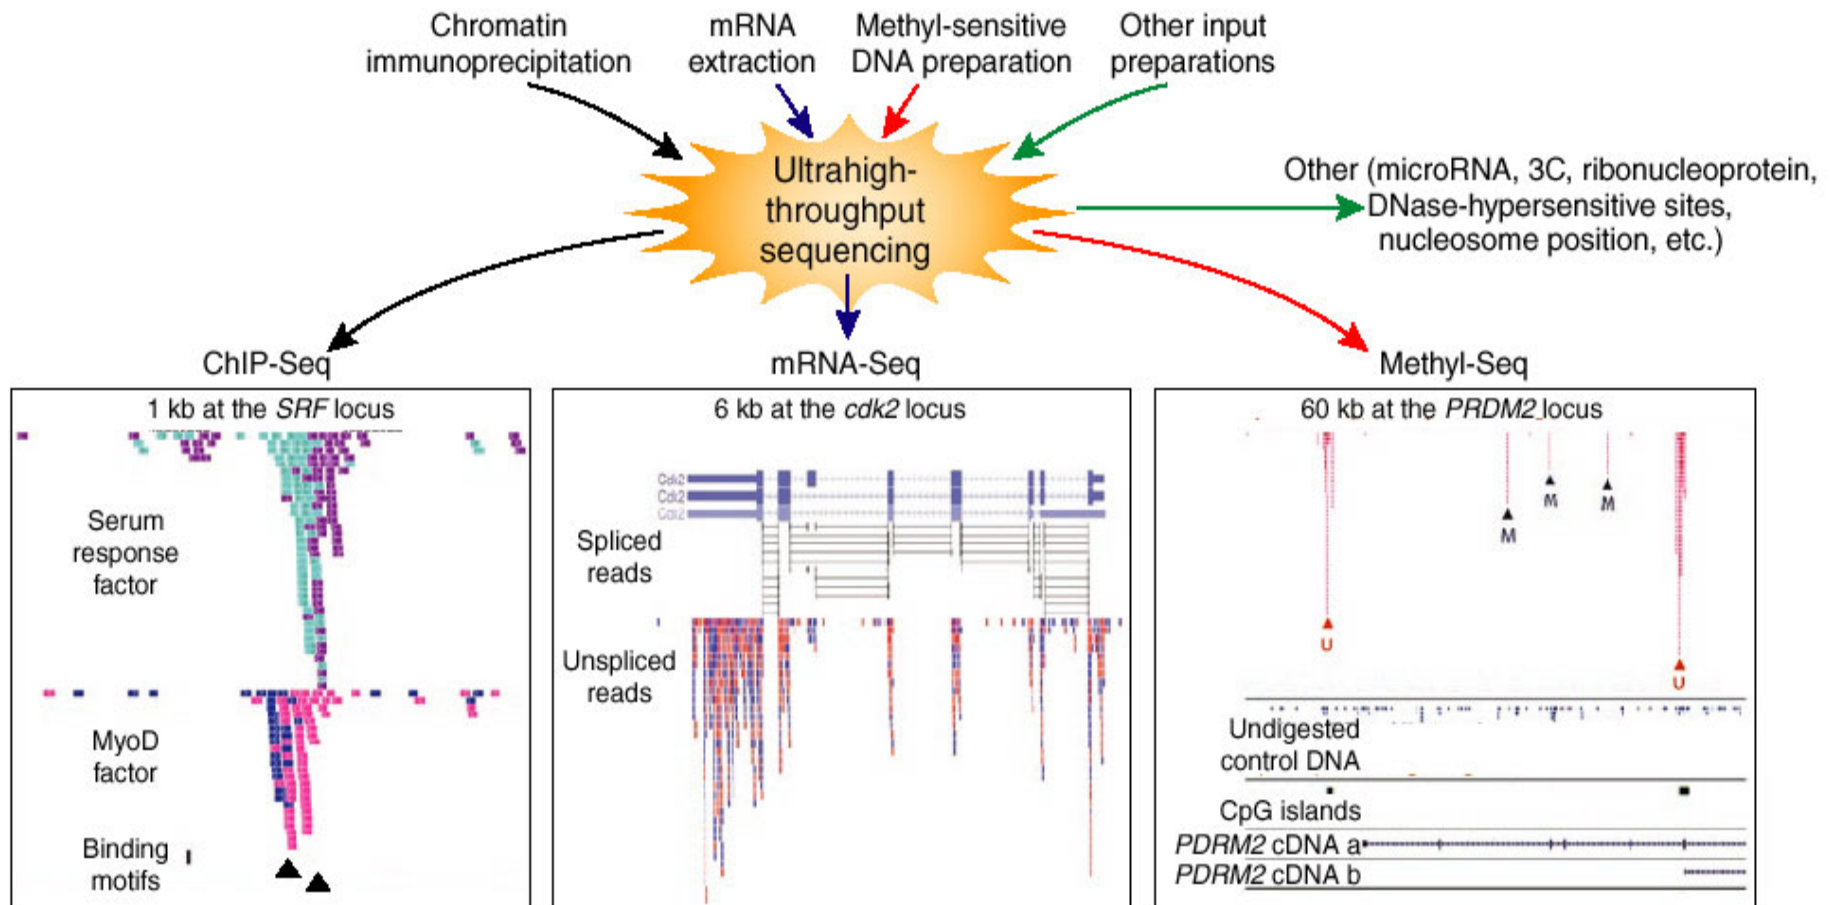 Chromatin
immunoprecipitation
mRNA
extraction
Methyl-sensitive
DNA preparation
Other input
preparations
Ultrahigh-
throughput
sequencing
Other (microRNA, 3C, ribonucleoprotein,
DNase-hypersensitive sites,
nucleosome position, etc.)
ChIP-Seq
1 kb at the SRF locus
Serum
response
factor
MyoD
factor
Binding
motifs
mRNA-Seq
6 kb at the cdk2 locus
Cdk2
Cdk2
Cdk2
Spliced
reads
Unspliced
reads
Methyl-Seq
60 kb at the PRDM2 locus
M
M
M
U
U
Undigested
control DNA
CpG islands
PDRM2 cDNA a
PDRM2 cDNA b